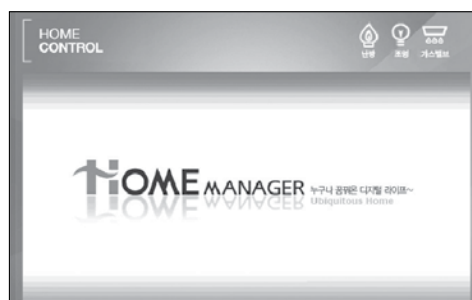 HOME
CONTROL
난방
조명
가스밸브
HOME MANAGER
누구나 꿈꿔온 디지털 라이프~
Ubiquitous Home